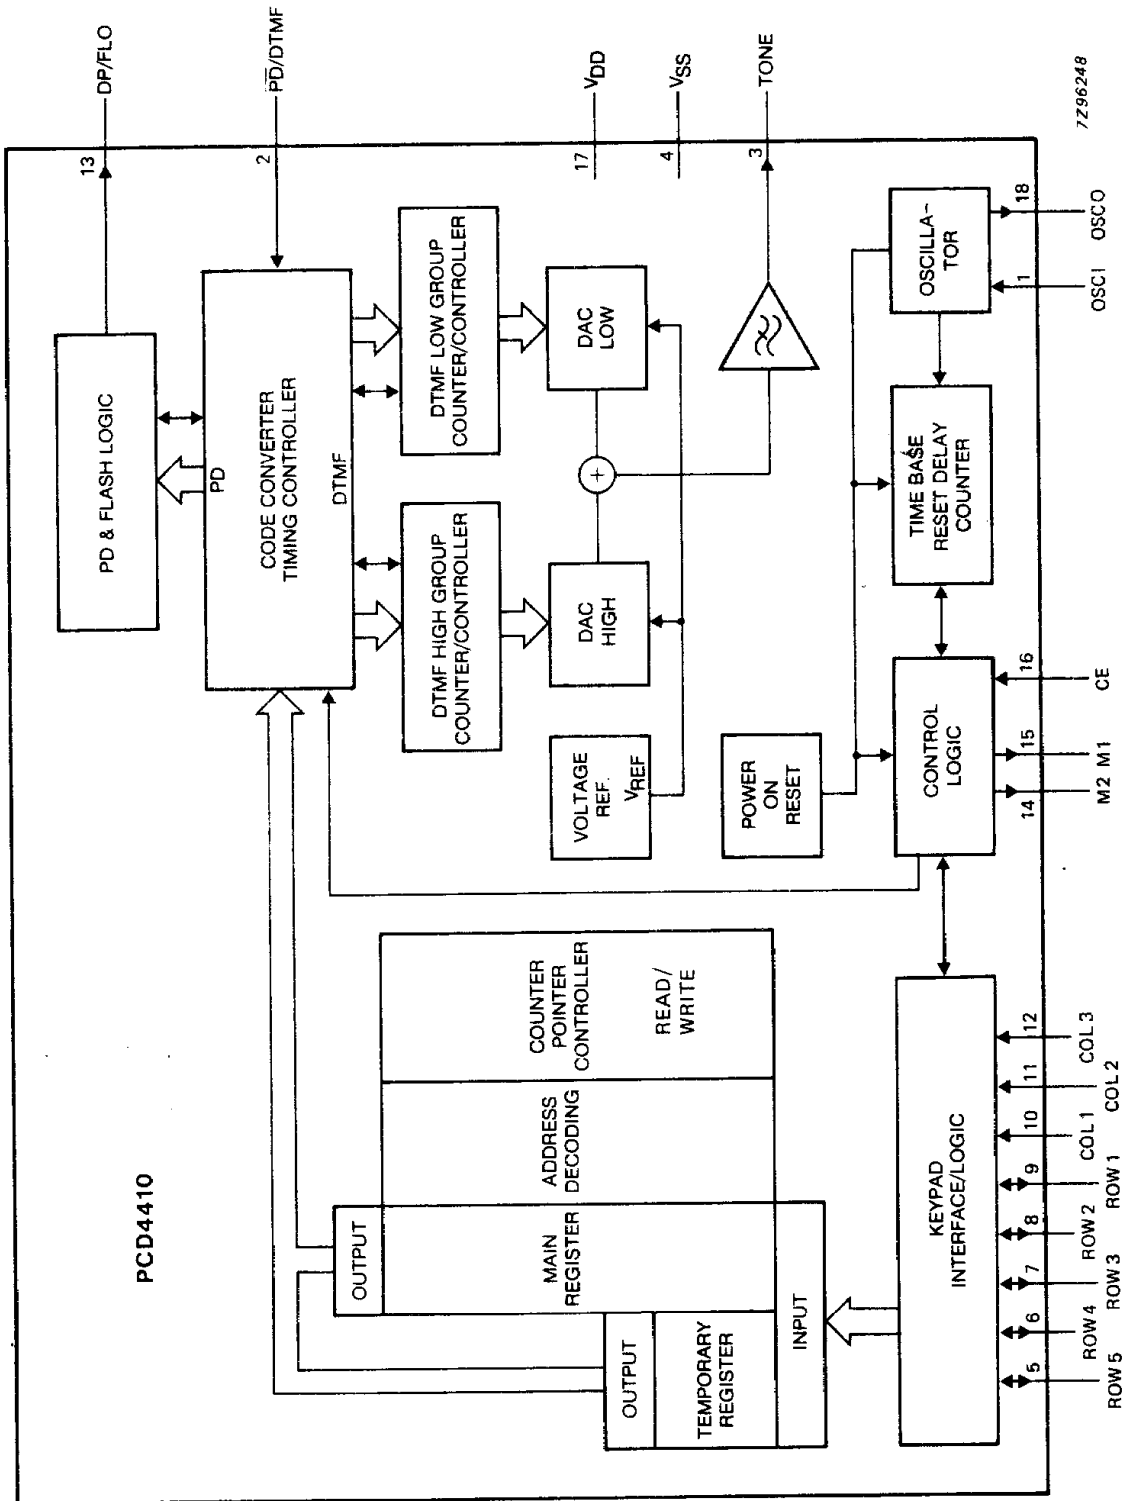 PCD4410
OUTPUT
MAIN
REGISTER
OUTPUT
TEMPORARY
REGISTER
INPUT
ADDRESS
DECODING
COUNTER
POINTER
CONTROLLER
READ/
WRITE
KEYPAD
INTERFACE/LOGIC
5
6
7
8
9
10
11
12
ROW 5
ROW 4
ROW 3
ROW 2
ROW 1
COL 1
COL 2
COL 3
PD & FLASH LOGIC
PD
CODE CONVERTER
TIMING CONTROLLER
DTMF
DTMF HIGH GROUP
COUNTER/CONTROLLER
DTMF LOW GROUP
COUNTER/CONTROLLER
VOLTAGE
REF.
VREF
DAC
HIGH
+
DAC
LOW
POWER
ON
RESET
CONTROL
LOGIC
TIME BASE
RESET DELAY
COUNTER
OSCILLA-
TOR
14
15
16
1
18
M2
M1
CE
OSCI
OSCO
13
DP/FLO
2
P̅D̅/DTMF
17
VDD
4
VSS
3
TONE
7296248